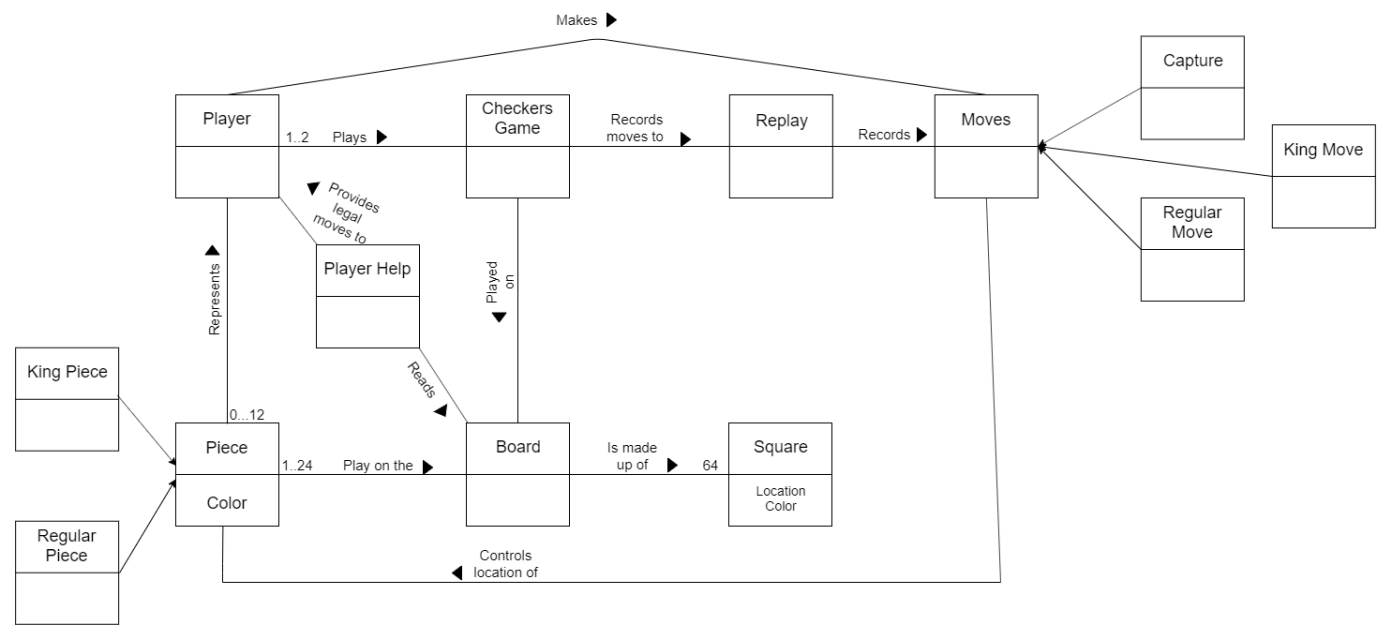 Makes
Capture
Player
Checkers
Game
Replay
Moves
1..2
Plays
Records
moves to
Records
King Move
Provides
legal
moves to
Regular
Move
Player Help
Represents
Played
on
King Piece
Reads
0...12
Piece
1..24
Play on the
Board
Is made
up of
64
Square
Color
Location
Color
Regular
Piece
Controls
location of